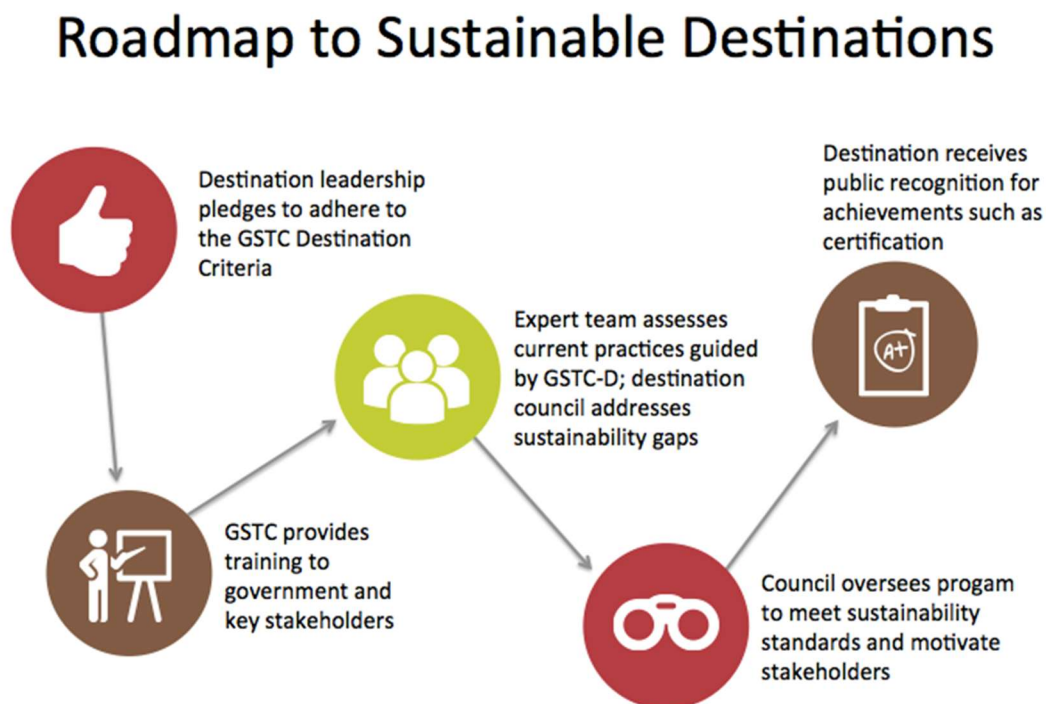 Roadmap to Sustainable Destinations
Destination leadership
pledges to adhere to
the GSTC Destination
Criteria
GSTC provides
training to
government and
key stakeholders
Expert team assesses
current practices guided
by GSTC-D; destination
council addresses
sustainability gaps
Council oversees progam
to meet sustainability
standards and motivate
stakeholders
Destination receives
public recognition for
achievements such as
certification
A+